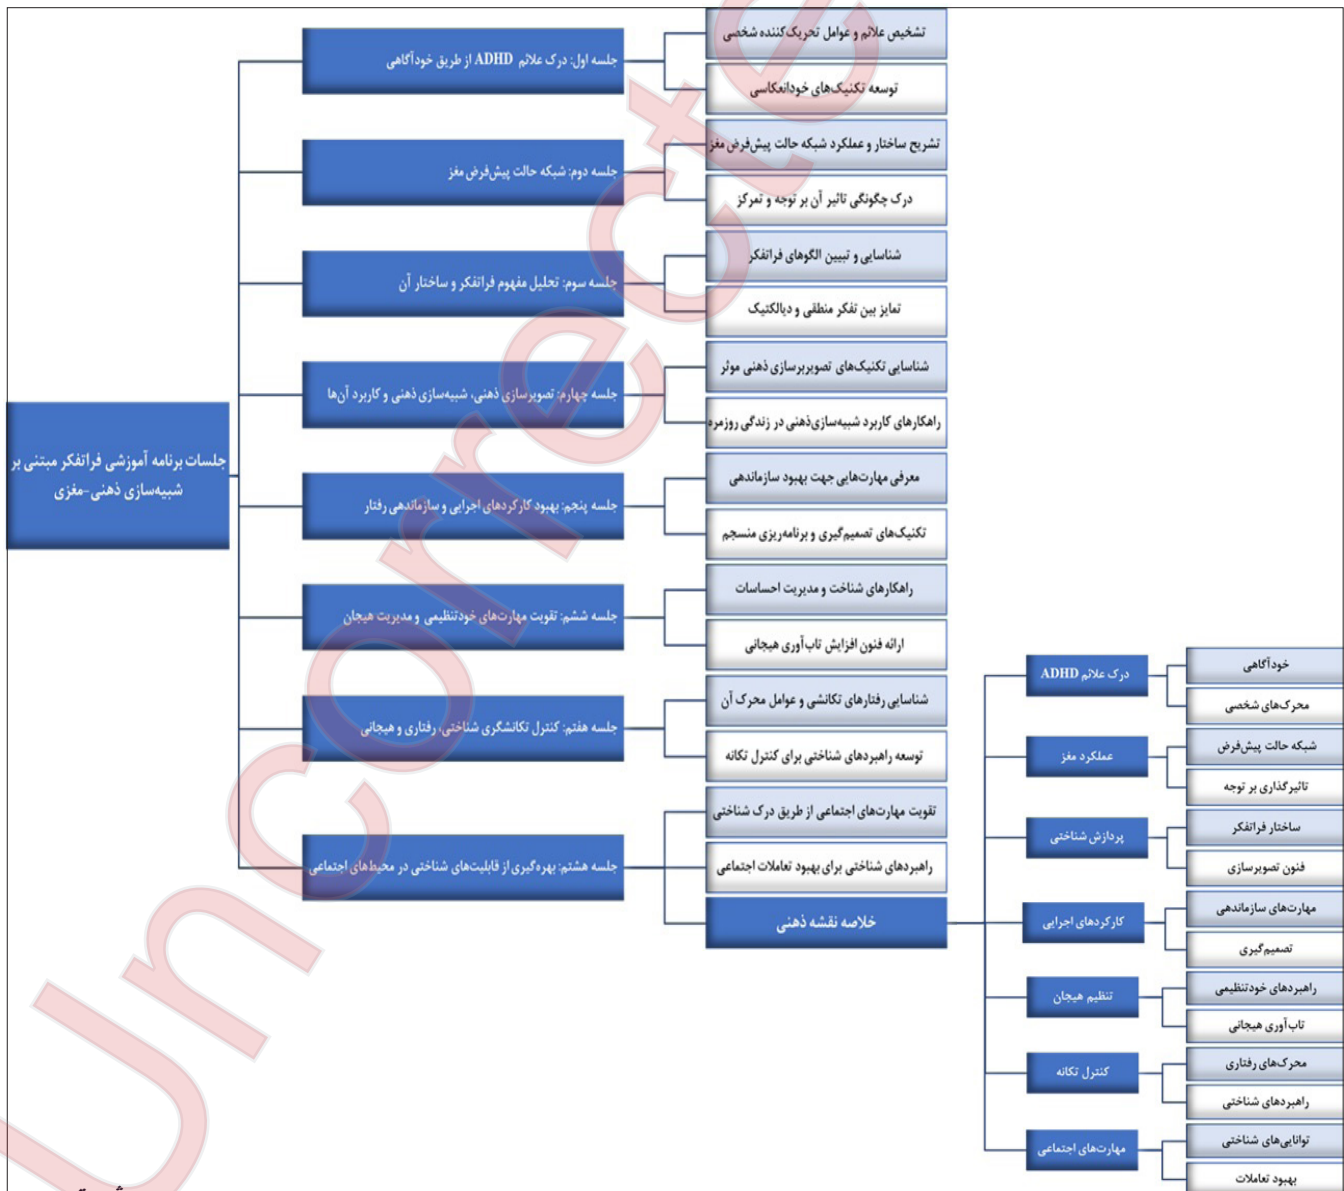 جلسات برنامه آموزشی فراتفکر مبتنی بر
شبیه‌سازی ذهنی-مغزی
جلسه اول: درک علائم ADHD از طریق خودآگاهی
تشخیص علائم و عوامل تحریک‌کننده شخصی
توسعه تکنیک‌های خودانعکاسی
جلسه دوم: شبکه حالت پیش‌فرض مغز
تشریح ساختار و عملکرد شبکه حالت پیش‌فرض مغز
درک چگونگی تاثیر آن بر توجه و تمرکز
جلسه سوم: تحلیل مفهوم فراتفکر و ساختار آن
شناسایی و تبیین الگوهای فراتفکر
تمایز بین تفکر منطقی و دیالکتیک
جلسه چهارم: تصویرسازی ذهنی، شبیه‌سازی ذهنی و کاربرد آن‌ها
شناسایی تکنیک‌های تصویربرسازی ذهنی موثر
راهکارهای کاربرد شبیه‌سازی‌ذهنی در زندگی روزمره
جلسه پنجم: بهبود کارکردهای اجرایی و سازماندهی رفتار
معرفی مهارت‌هایی جهت بهبود سازماندهی
تکنیک‌های تصمیم‌گیری و برنامه‌ریزی منسجم
جلسه ششم: تقویت مهارت‌های خودتنظیمی و مدیریت هیجان
راهکارهای شناخت و مدیریت احساسات
ارائه فنون افزایش تاب‌آوری هیجانی
جلسه هفتم: کنترل تکانشگری شناختی، رفتاری و هیجانی
شناسایی رفتارهای تکانشی و عوامل محرک آن
توسعه راهبردهای شناختی برای کنترل تکانه
جلسه هشتم: بهره‌گیری از قابلیت‌های شناختی در محیط‌های اجتماعی
تقویت مهارت‌های اجتماعی از طریق درک شناختی
راهبردهای شناختی برای بهبود تعاملات اجتماعی
خلاصه نقشه ذهنی
درک علائم ADHD
خودآگاهی
محرک‌های شخصی
عملکرد مغز
شبکه حالت پیش‌فرض
تاثیرگذاری بر توجه
پردازش شناختی
ساختار فراتفکر
فنون تصویرسازی
کارکردهای اجرایی
مهارت‌های سازماندهی
تصمیم‌گیری
تنظیم هیجان
راهبردهای خودتنظیمی
تاب‌آوری هیجانی
کنترل تکانه
محرک‌های رفتاری
راهبردهای شناختی
مهارت‌های اجتماعی
توانایی‌های شناختی
بهبود تعاملات
Uncorrecte